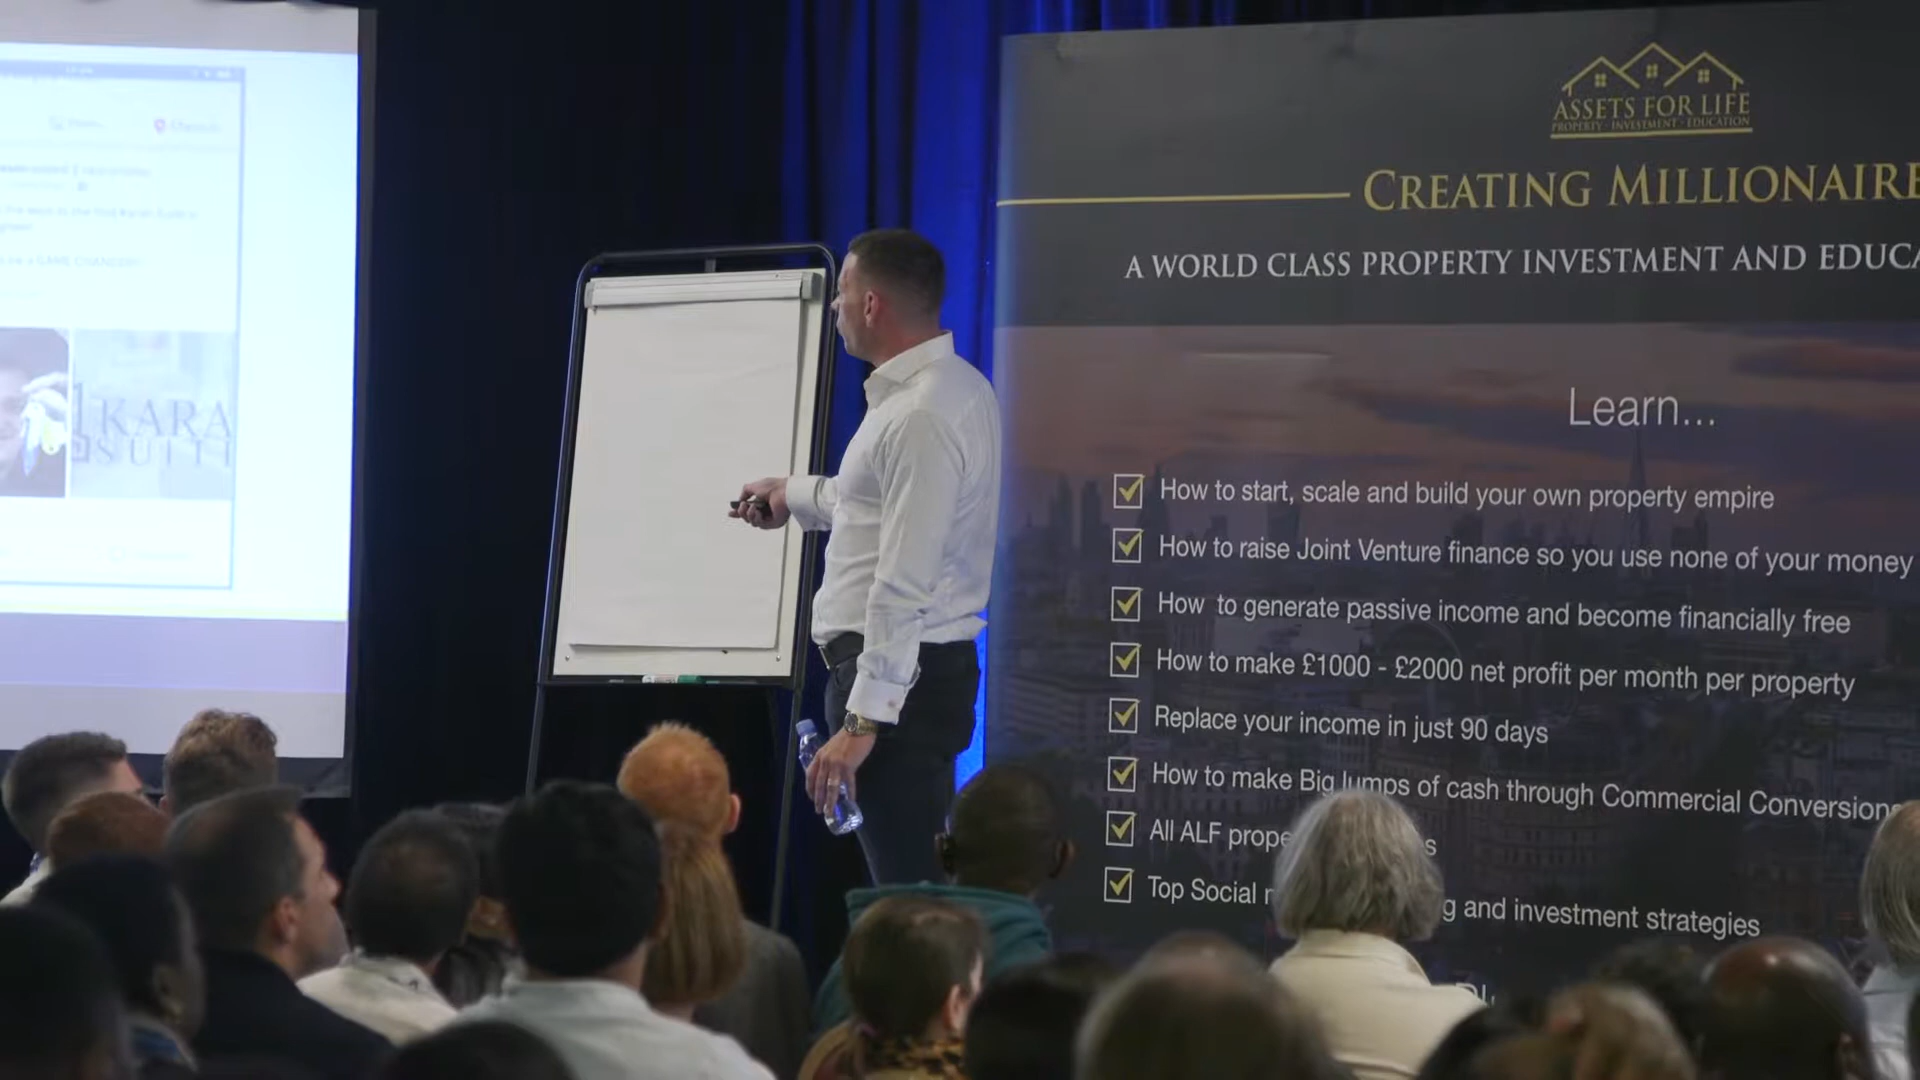 GAME CHANGER!
KARA
SUITE
ASSETS FOR LIFE
PROPERTY · INVESTMENT · EDUCATION
CREATING MILLIONAIRE
A WORLD CLASS PROPERTY INVESTMENT AND EDUCA
Learn...
How to start, scale and build your own property empire
How to raise Joint Venture finance so you use none of your money
How to generate passive income and become financially free
How to make £1000 - £2000 net profit per month per property
Replace your income in just 90 days
How to make Big lumps of cash through Commercial Conversions
All ALF prope s
Top Social g and investment strategies